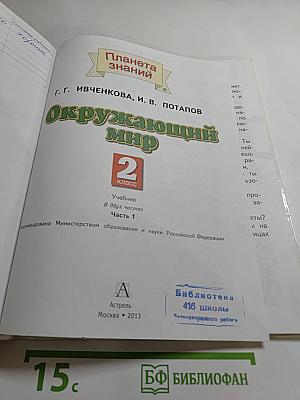 Планета
знаний
Г. Г. ИВЧЕНКОВА, И. В. ПОТАПОВ
Окружающий
мир
2
КЛАСС
Учебник
В двух частях
Часть 1
Министерством образования и науки Российской Федерации
Библиотека
416 школы
А
Астрель
Москва • 2013
15с
БФ БИБЛИОФАН